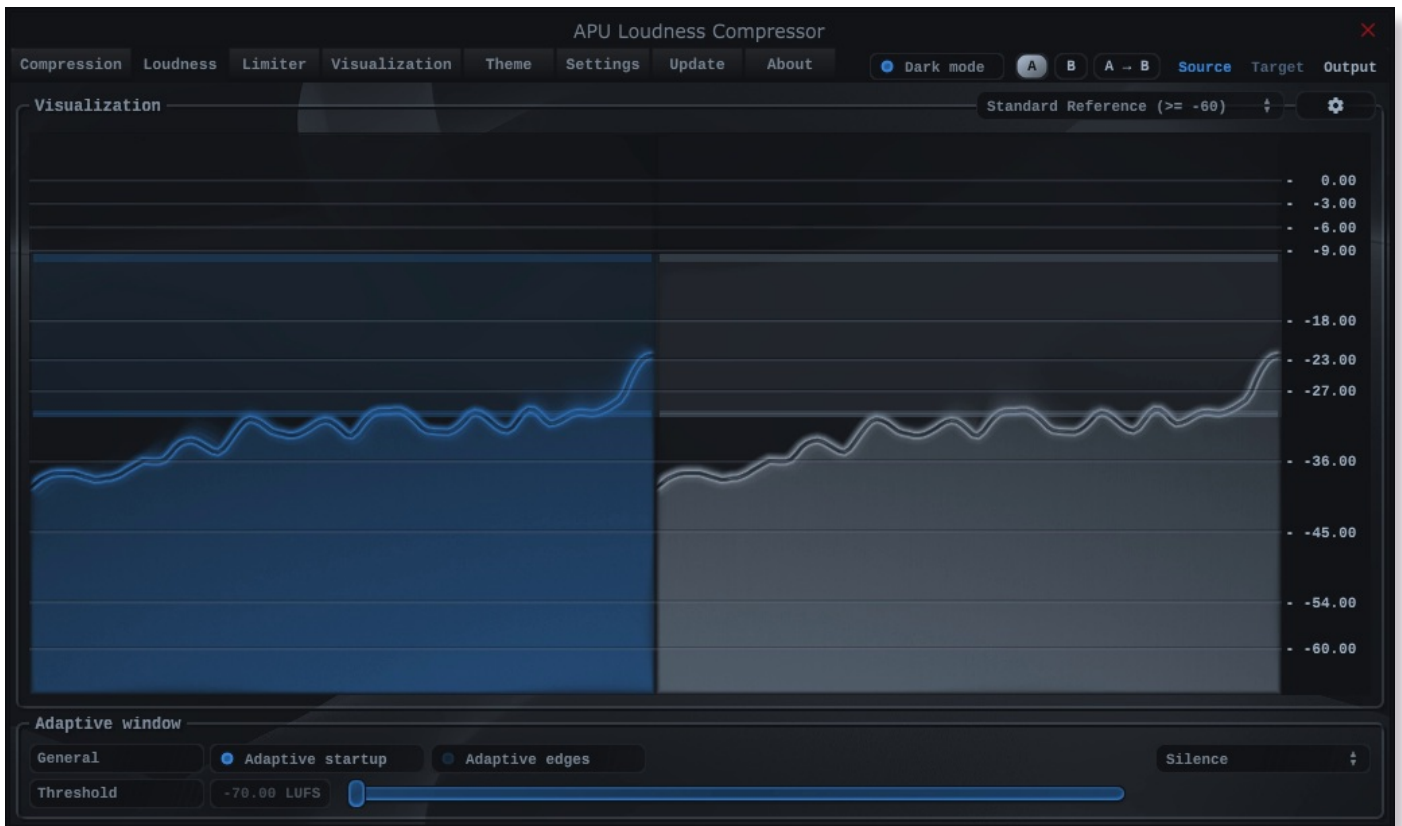 APU Loudness Compressor
Compression Loudness Limiter Visualization Theme Settings Update About Dark mode A B A → B Source Target Output
Visualization Standard Reference (>= -60)
- 0.00
- -3.00
- -6.00
- -9.00
- -18.00
- -23.00
- -27.00
- -36.00
- -45.00
- -54.00
- -60.00
Adaptive window
General Adaptive startup Adaptive edges Silence
Threshold -70.00 LUFS